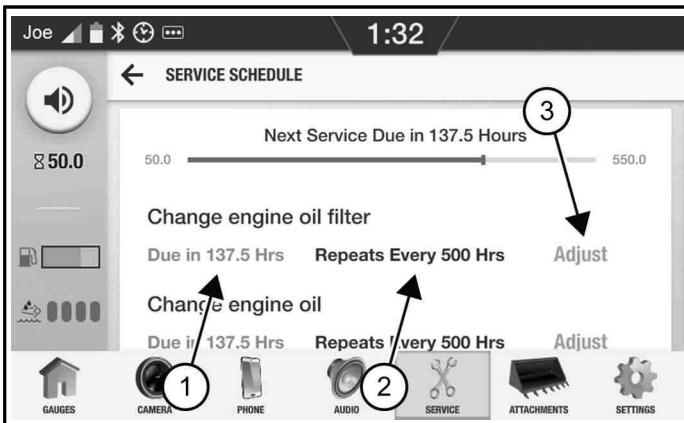 Joe 1:32
SERVICE SCHEDULE
Next Service Due in 137.5 Hours
3
50.0
50.0 550.0
Change engine oil filter
Due in 137.5 Hrs Repeats Every 500 Hrs Adjust
Change engine oil
Due in 137.5 Hrs Repeats Every 500 Hrs Adjust
1 2
GAUGES CAMERA PHONE AUDIO SERVICE ATTACHMENTS SETTINGS